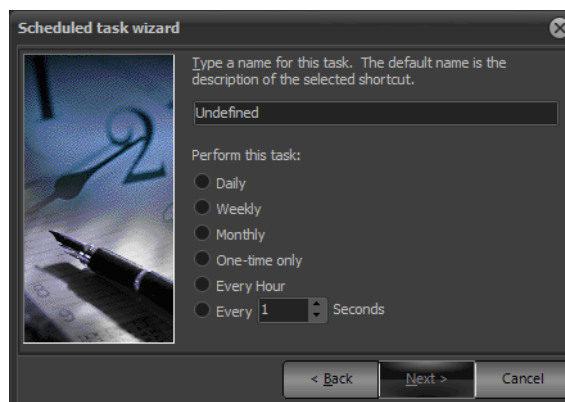 Scheduled task wizard
Type a name for this task. The default name is the
description of the selected shortcut.
Undefined
Perform this task:
Daily
Weekly
Monthly
One-time only
Every Hour
Every 1 Seconds
< Back Next > Cancel
2